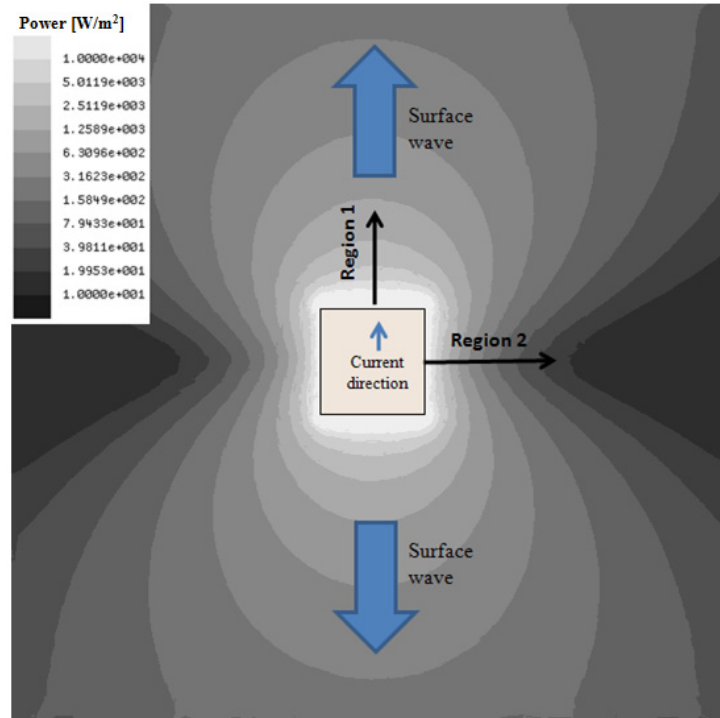 Power [W/m²]
1.0000e+004
5.0119e+003
2.5119e+003
1.2589e+003
6.3096e+002
3.1623e+002
1.5849e+002
7.9433e+001
3.9811e+001
1.9953e+001
1.0000e+001
Surface
wave
Region 1
Region 2
Current
direction
Surface
wave